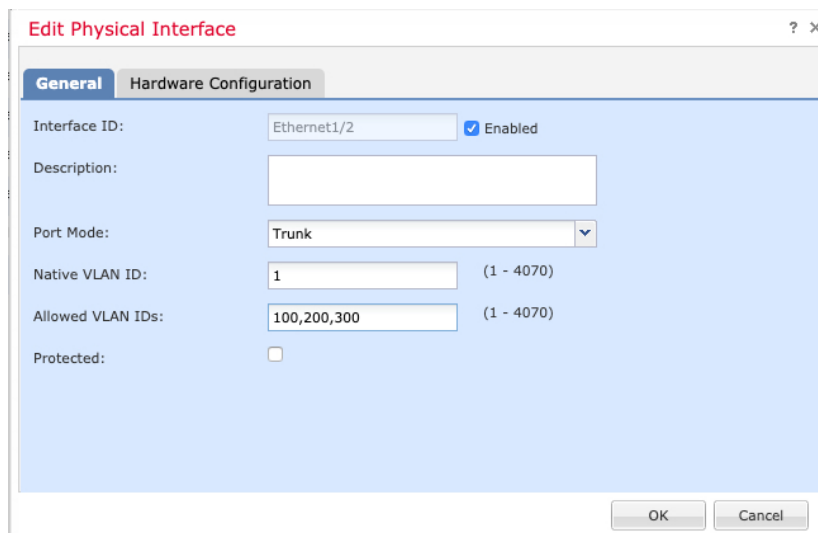 Edit Physical Interface ?
General Hardware Configuration
Interface ID: Ethernet1/2 Enabled
Description:
Port Mode: Trunk
Native VLAN ID: 1 (1 - 4070)
Allowed VLAN IDs: 100,200,300 (1 - 4070)
Protected:
OK Cancel